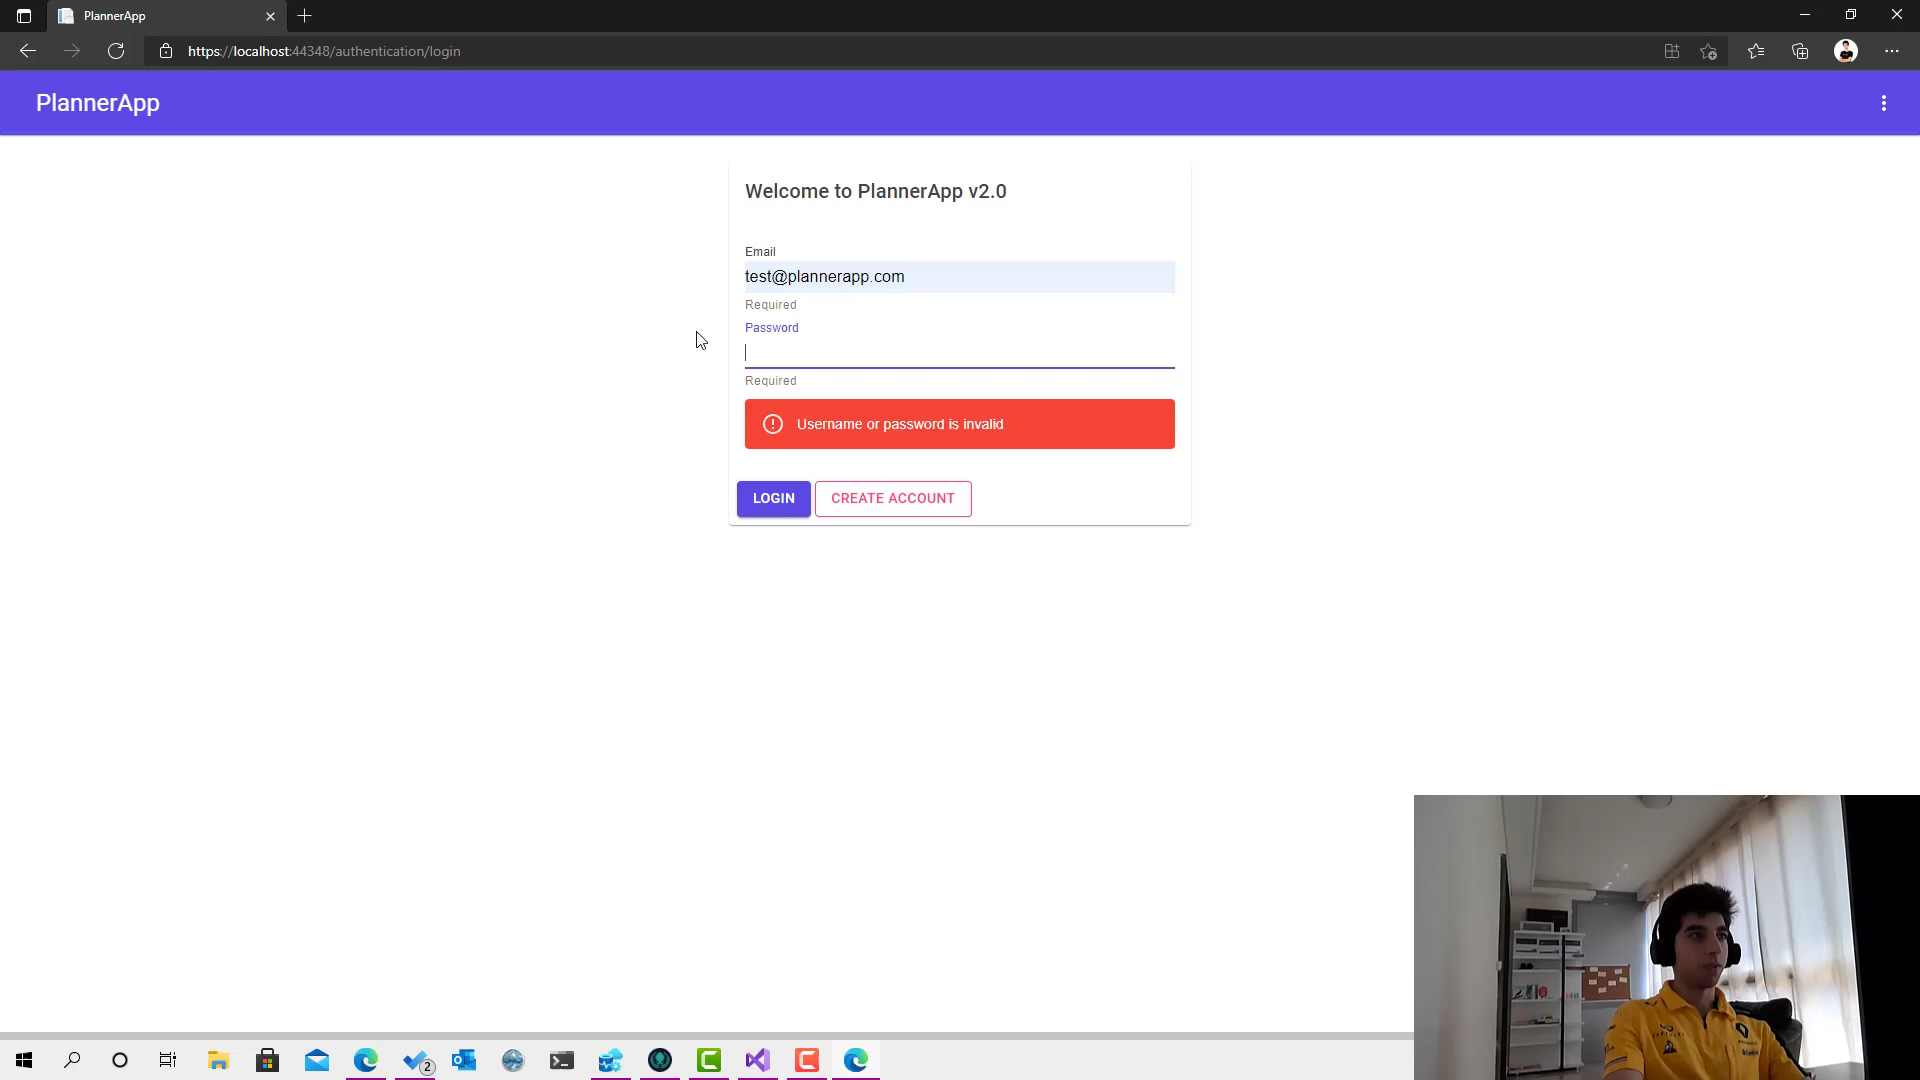 PlannerApp
https://localhost:44348/authentication/login
PlannerApp
Welcome to PlannerApp v2.0
Email
test@plannerapp.com
Required
Password
Required
Username or password is invalid
LOGIN
CREATE ACCOUNT
2